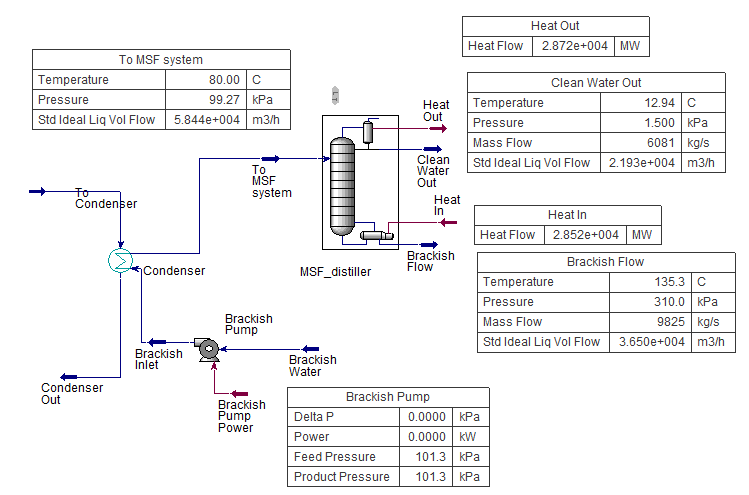 Heat Out
Heat Flow 2.872e+004 MW
To MSF system
Temperature 80.00 C
Pressure 99.27 kPa
Std Ideal Liq Vol Flow 5.844e+004 m3/h
Clean Water Out
Temperature 12.94 C
Pressure 1.500 kPa
Mass Flow 6081 kg/s
Std Ideal Liq Vol Flow 2.193e+004 m3/h
Heat
Out
Clean
Water
Out
To
MSF
system
To
Condenser
Heat
In
Heat In
Heat Flow 2.852e+004 MW
Brackish
Flow
MSF_distiller
Condenser
Brackish Flow
Temperature 135.3 C
Pressure 310.0 kPa
Mass Flow 9825 kg/s
Std Ideal Liq Vol Flow 3.650e+004 m3/h
Brackish
Pump
Brackish
Inlet
Brackish
Water
Condenser
Out
Brackish
Pump
Power
Brackish Pump
Delta P 0.0000 kPa
Power 0.0000 kW
Feed Pressure 101.3 kPa
Product Pressure 101.3 kPa